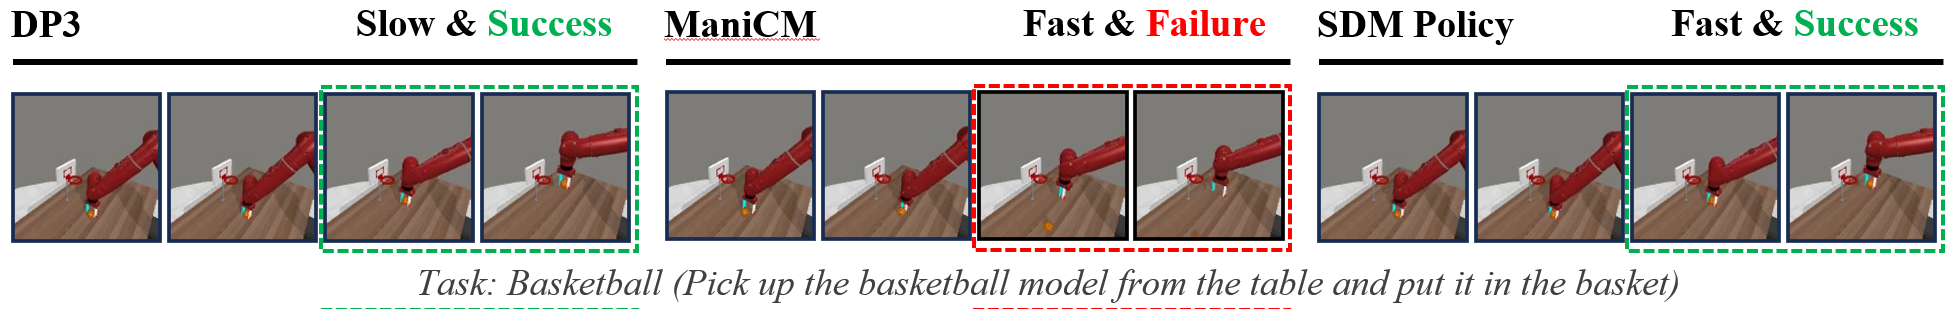 DP3 Slow & Success ManiCM Fast & Failure SDM Policy Fast & Success
Task: Basketball (Pick up the basketball model from the table and put it in the basket)